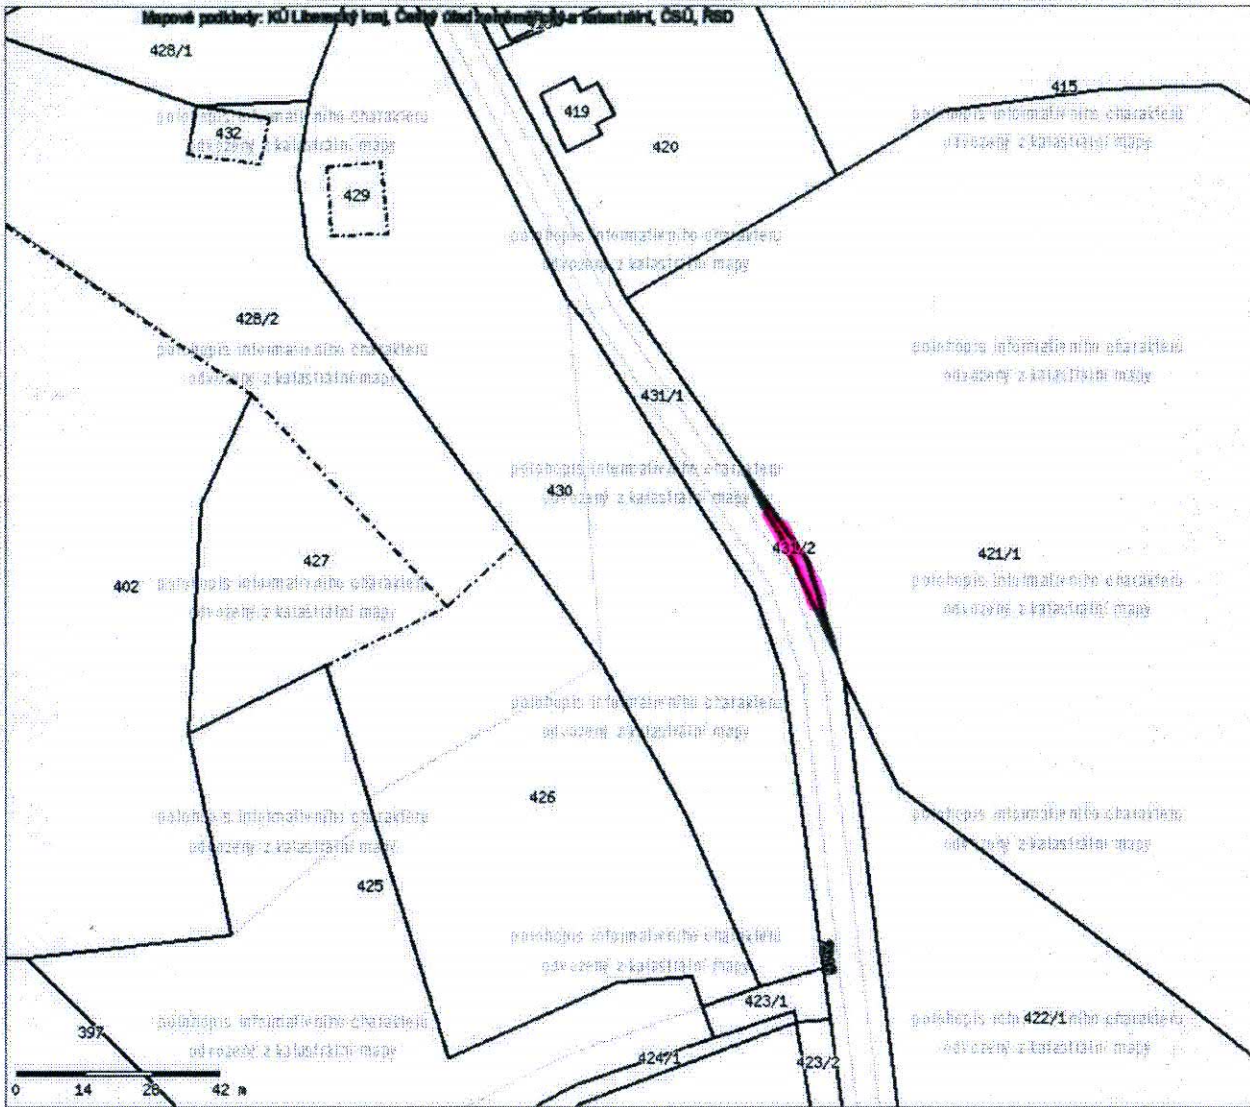 Mapové podklady: KÚ Liberecký kraj, Český úřad zeměměřický a katastrální, ČSÚ, ŘSD
428/1
415
419
polohopis informativního charakteru
odvozený z katastrální mapy
polohopis informativního charakteru
odvozený z katastrální mapy
432
420
429
polohopis informativního charakteru
odvozený z katastrální mapy
428/2
polohopis informativního charakteru
odvozený z katastrální mapy
polohopis informativního charakteru
odvozený z katastrální mapy
431/1
polohopis informativního charakteru
odvozený z katastrální mapy
430
431/2
421/1
427
402
polohopis informativního charakteru
odvozený z katastrální mapy
polohopis informativního charakteru
odvozený z katastrální mapy
polohopis informativního charakteru
odvozený z katastrální mapy
426
polohopis informativního charakteru
odvozený z katastrální mapy
polohopis informativního charakteru
odvozený z katastrální mapy
425
polohopis informativního charakteru
odvozený z katastrální mapy
423/1
422/1
397
polohopis informativního charakteru
odvozený z katastrální mapy
polohopis informativního charakteru
odvozený z katastrální mapy
424/1
423/2
0 14 28 42 m